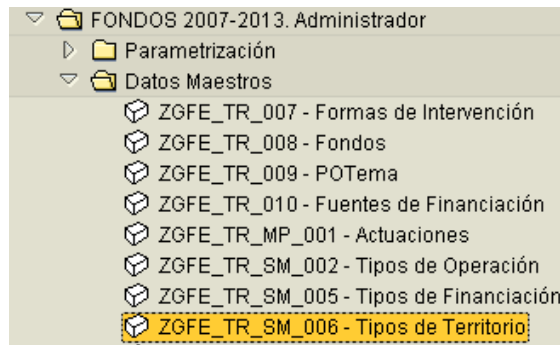 FONDOS 2007-2013. Administrador
Parametrización
Datos Maestros
ZGFE_TR_007 - Formas de Intervención
ZGFE_TR_008 - Fondos
ZGFE_TR_009 - POTema
ZGFE_TR_010 - Fuentes de Financiación
ZGFE_TR_MP_001 - Actuaciones
ZGFE_TR_SM_002 - Tipos de Operación
ZGFE_TR_SM_005 - Tipos de Financiación
ZGFE_TR_SM_006 - Tipos de Territorio